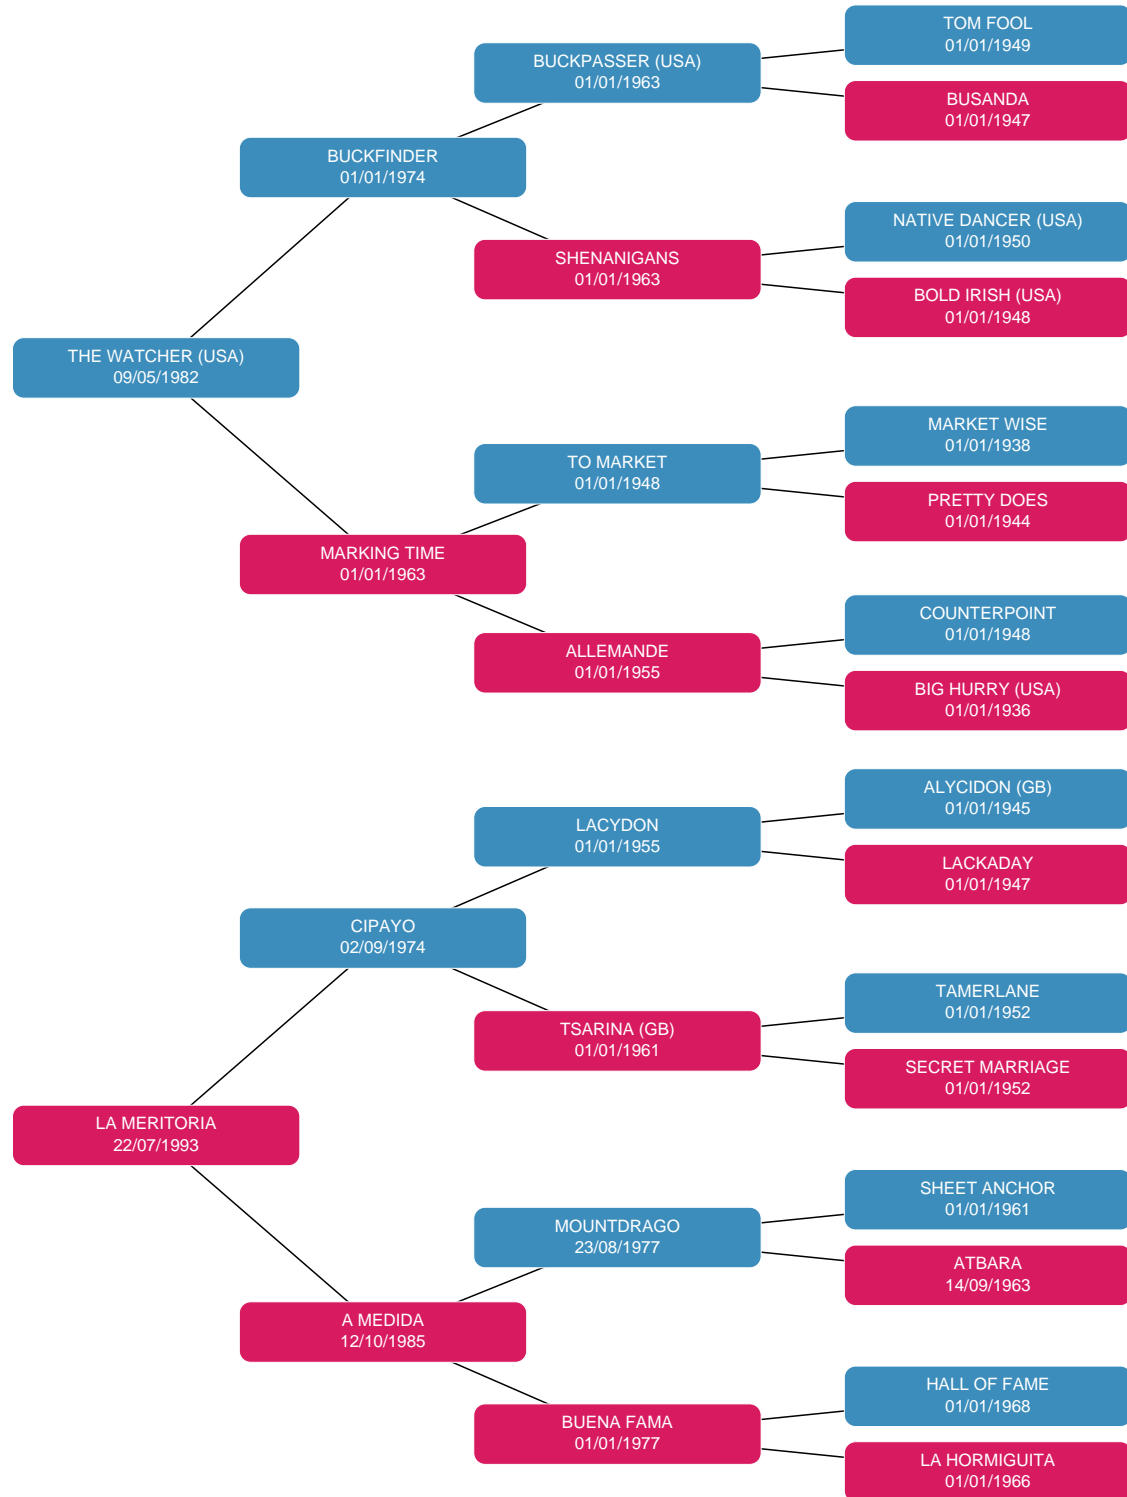 TOM FOOL
01/01/1949
BUCKPASSER (USA)
01/01/1963
BUSANDA
01/01/1947
BUCKFINDER
01/01/1974
NATIVE DANCER (USA)
01/01/1950
SHENANIGANS
01/01/1963
BOLD IRISH (USA)
01/01/1948
THE WATCHER (USA)
09/05/1982
MARKET WISE
01/01/1938
TO MARKET
01/01/1948
PRETTY DOES
01/01/1944
MARKING TIME
01/01/1963
COUNTERPOINT
01/01/1948
ALLEMANDE
01/01/1955
BIG HURRY (USA)
01/01/1936
ALYCIDON (GB)
01/01/1945
LACYDON
01/01/1955
LACKADAY
01/01/1947
CIPAYO
02/09/1974
TAMERLANE
01/01/1952
TSARINA (GB)
01/01/1961
SECRET MARRIAGE
01/01/1952
LA MERITORIA
22/07/1993
SHEET ANCHOR
01/01/1961
MOUNTDRAGO
23/08/1977
ATBARA
14/09/1963
A MEDIDA
12/10/1985
HALL OF FAME
01/01/1968
BUENA FAMA
01/01/1977
LA HORMIGUITA
01/01/1966